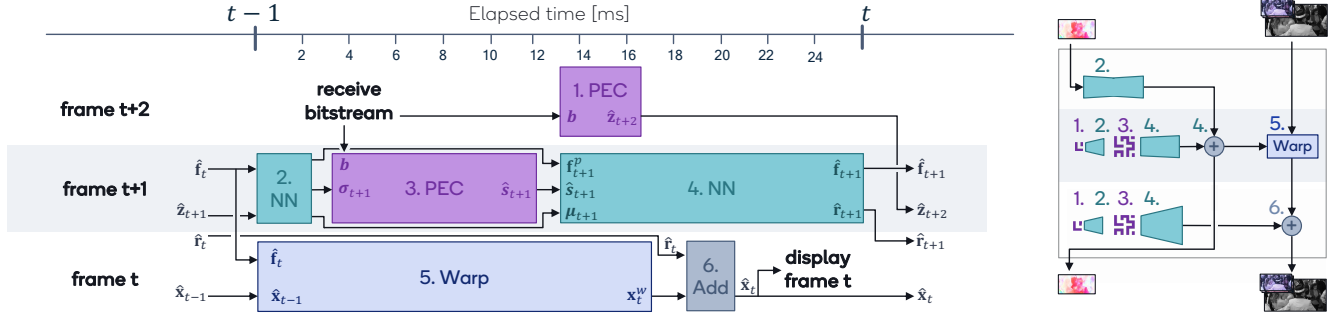 t − 1
Elapsed time [ms]
t
2 4 6 8 10 12 14 16 18 20 22 24
frame t+2
receive
bitstream
1. PEC
b ẑ_{t+2}
frame t+1
f̂_t
ẑ_{t+1}
2.
NN
b
σ_{t+1}
3. PEC
ŝ_{t+1}
f^p_{t+1}
ŝ_{t+1}
μ_{t+1}
4. NN
f̂_{t+1}
r̂_{t+1}
f̂_{t+1}
ẑ_{t+2}
r̂_{t+1}
frame t
r̂_t
x̂_{t−1}
f̂_t
x̂_{t−1}
5. Warp
x^w_t
r̂_t
6.
Add
x̂_t
display
frame t
x̂_t
2.
1. 2. 3. 4. 4. 5.
+
Warp
1. 2. 3. 4. 6.
+